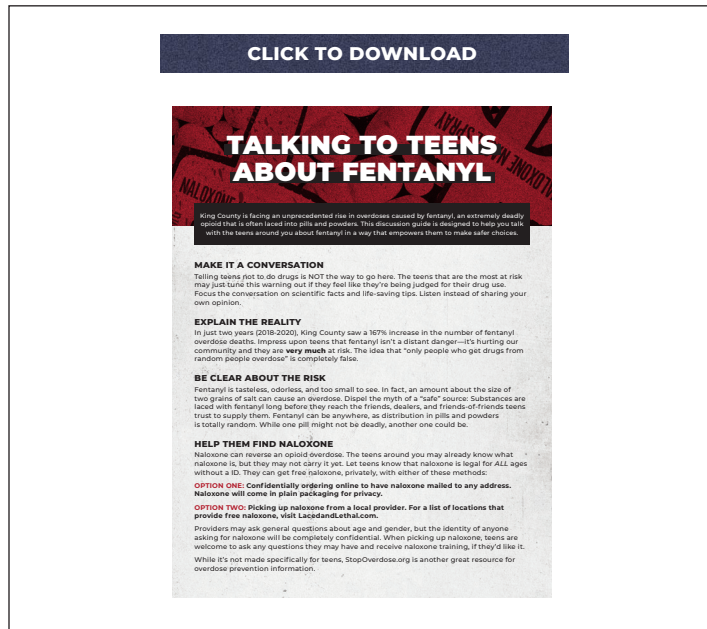 CLICK TO DOWNLOAD
TALKING TO TEENS
ABOUT FENTANYL
NALOXONE
NALOXONE NASAL SPRAY
King County is facing an unprecedented rise in overdoses caused by fentanyl, an extremely deadly
opioid that is often laced into pills and powders. This discussion guide is designed to help you talk
with the teens around you about fentanyl in a way that empowers them to make safer choices.
MAKE IT A CONVERSATION
Telling teens not to do drugs is NOT the way to go here. The teens that are the most at risk
may just tune this warning out if they feel like they're being judged for their drug use.
Focus the conversation on scientific facts and life-saving tips. Listen instead of sharing your
own opinion.
EXPLAIN THE REALITY
In just two years (2018-2020), King County saw a 167% increase in the number of fentanyl
overdose deaths. Impress upon teens that fentanyl isn't a distant danger—it's hurting our
community and they are very much at risk. The idea that "only people who get drugs from
random people overdose" is completely false.
BE CLEAR ABOUT THE RISK
Fentanyl is tasteless, odorless, and too small to see. In fact, an amount about the size of
two grains of salt can cause an overdose. Dispel the myth of a "safe" source: Substances are
laced with fentanyl long before they reach the friends, dealers, and friends-of-friends teens
trust to supply them. Fentanyl can be anywhere, as distribution in pills and powders
is totally random. While one pill might not be deadly, another one could be.
HELP THEM FIND NALOXONE
Naloxone can reverse an opioid overdose. The teens around you may already know what
naloxone is, but they may not carry it yet. Let teens know that naloxone is legal for ALL ages
without a ID. They can get free naloxone, privately, with either of these methods:
OPTION ONE: Confidentially ordering online to have naloxone mailed to any address.
Naloxone will come in plain packaging for privacy.
OPTION TWO: Picking up naloxone from a local provider. For a list of locations that
provide free naloxone, visit LacedandLethal.com.
Providers may ask general questions about age and gender, but the identity of anyone
asking for naloxone will be completely confidential. When picking up naloxone, teens are
welcome to ask any questions they may have and receive naloxone training, if they'd like it.
While it's not made specifically for teens, StopOverdose.org is another great resource for
overdose prevention information.